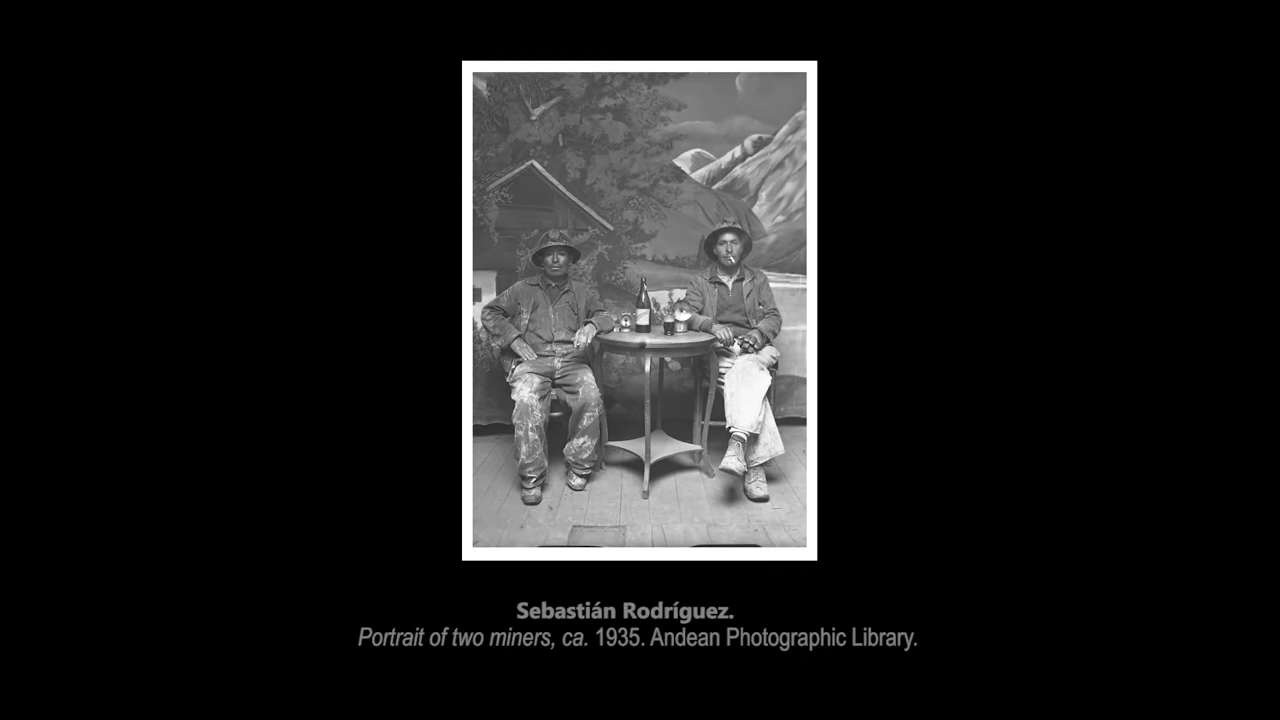 Sebastián Rodríguez.
Portrait of two miners, ca. 1935. Andean Photographic Library.